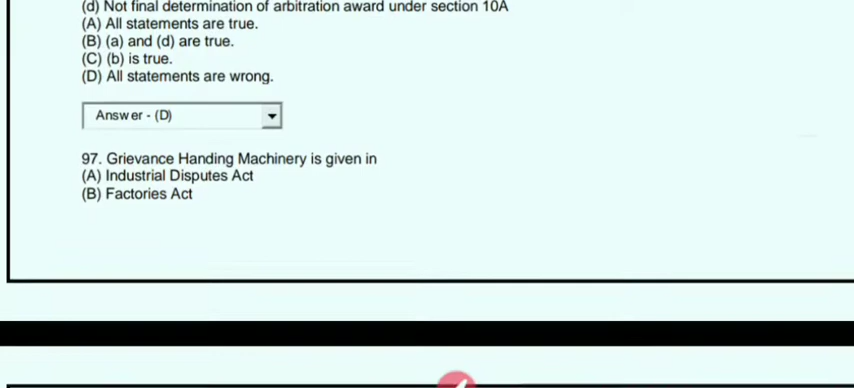 (d) Not final determination of arbitration award under section 10A
(A) All statements are true.
(B) (a) and (d) are true.
(C) (b) is true.
(D) All statements are wrong.
Answer - (D)
97. Grievance Handing Machinery is given in
(A) Industrial Disputes Act
(B) Factories Act